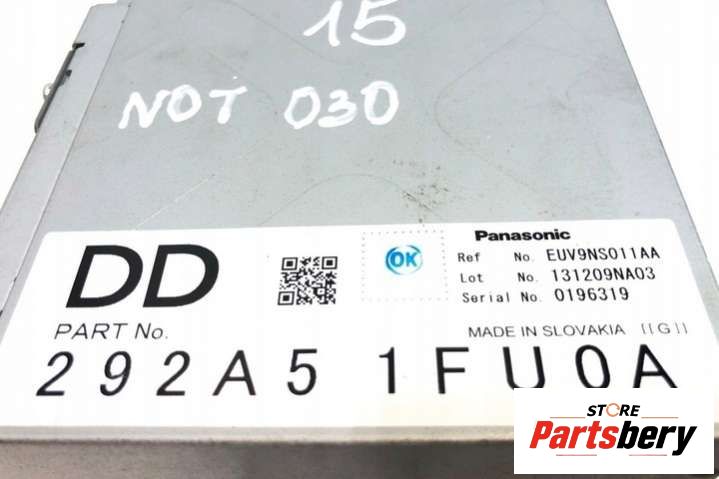 15
NOT 030
DD
OK
Panasonic
Ref No. EUV9NS011AA
Lot No. 131209NA03
Serial No. 0196319
PART No.
MADE IN SLOVAKIA [[G]]
292A5 1FU0A
STORE
Partsbery